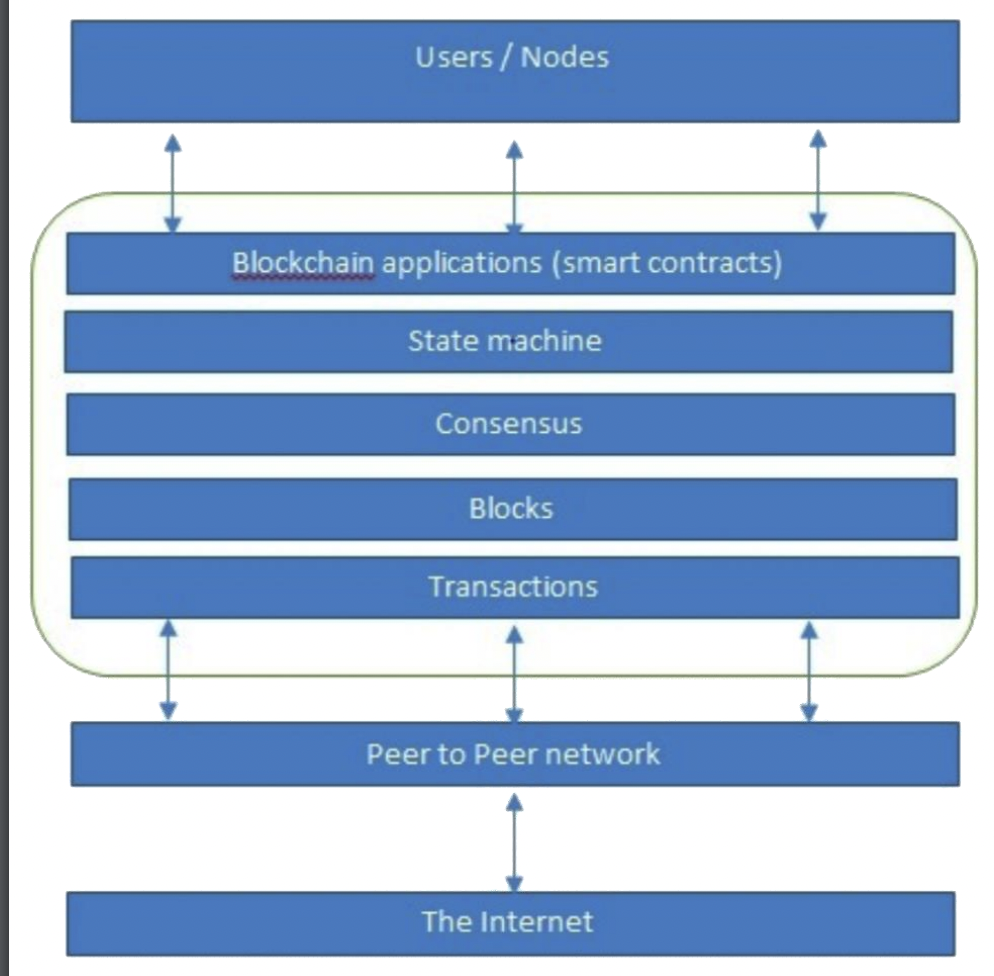 Users / Nodes
Blockchain applications (smart contracts)
State machine
Consensus
Blocks
Transactions
Peer to Peer network
The Internet